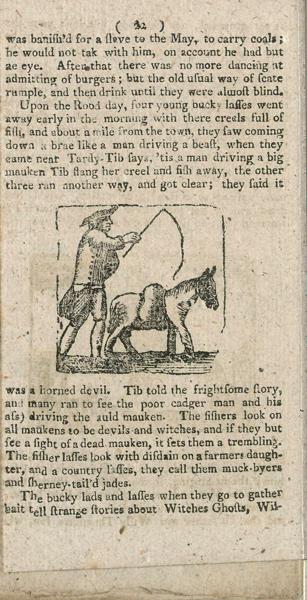 ( 22 )
was baniſh'd for a ſlave to the May, to carry coals;
he would not tak with him, on account he had but
ae eye. After that there was no more dancing at
admitting of burgers; but the old uſual way of ſcate
rumple, and then drink until they were almoſt blind.
Upon the Rood day, four young bucky laſſes went
away early in the morning with there creels full of
fiſh, and about a mile from the town, they ſaw coming
down a brae like a man driving a beaſt, when they
came near Tardy-Tib ſays, 'tis a man driving a big
mauken Tib flang her creel and fiſh away, the other
three ran another way, and got clear; they ſaid it
was a horned devil. Tib told the frightſome ſtory,
and many ran to ſee the poor cadger man and his
aſs) driving the auld mauken. The fiſhers look on
all maukens to be devils and witches, and if they but
ſee a ſight of a dead mauken, it ſets them a trembling.
The fiſher laſſes look with diſdain on a farmers daugh-
ter, and a country laſſes, they call them muck-byers
and ſherney-tail'd jades.
The bucky lads and laſſes when they go to gather
bait tell ſtrange ſtories about Witches Ghoſts, Wil-